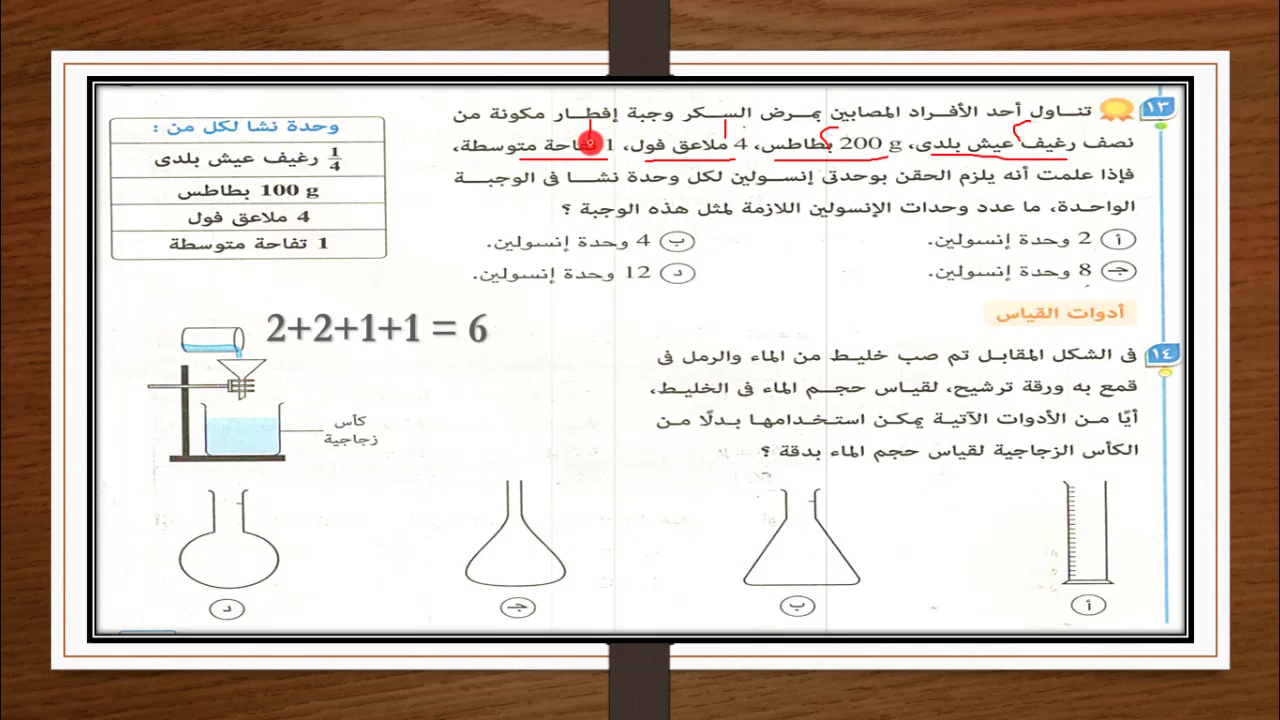 ١٣ تناول أحد الأفراد المصابين بمرض السكر وجبة إفطار مكونة من
نصف رغيف عيش بلدى، 200 g بطاطس، 4 ملاعق فول، 1 تفاحة متوسطة،
فإذا علمت أنه يلزم الحقن بوحدتى إنسولين لكل وحدة نشا فى الوجبة
الواحدة، ما عدد وحدات الإنسولين اللازمة لمثل هذه الوجبة ؟
أ 2 وحدة إنسولين.
ب 4 وحدة إنسولين.
جـ 8 وحدة إنسولين.
د 12 وحدة إنسولين.
وحدة نشا لكل من :
1/4 رغيف عيش بلدى
100 g بطاطس
4 ملاعق فول
1 تفاحة متوسطة
2+2+1+1 = 6
أدوات القياس
١٤ فى الشكل المقابل تم صب خليط من الماء والرمل فى
قمع به ورقة ترشيح، لقياس حجم الماء فى الخليط،
أيًا من الأدوات الآتية يمكن استخدامها بدلًا من
الكأس الزجاجية لقياس حجم الماء بدقة ؟
كأس
زجاجية
أ
ب
جـ
د